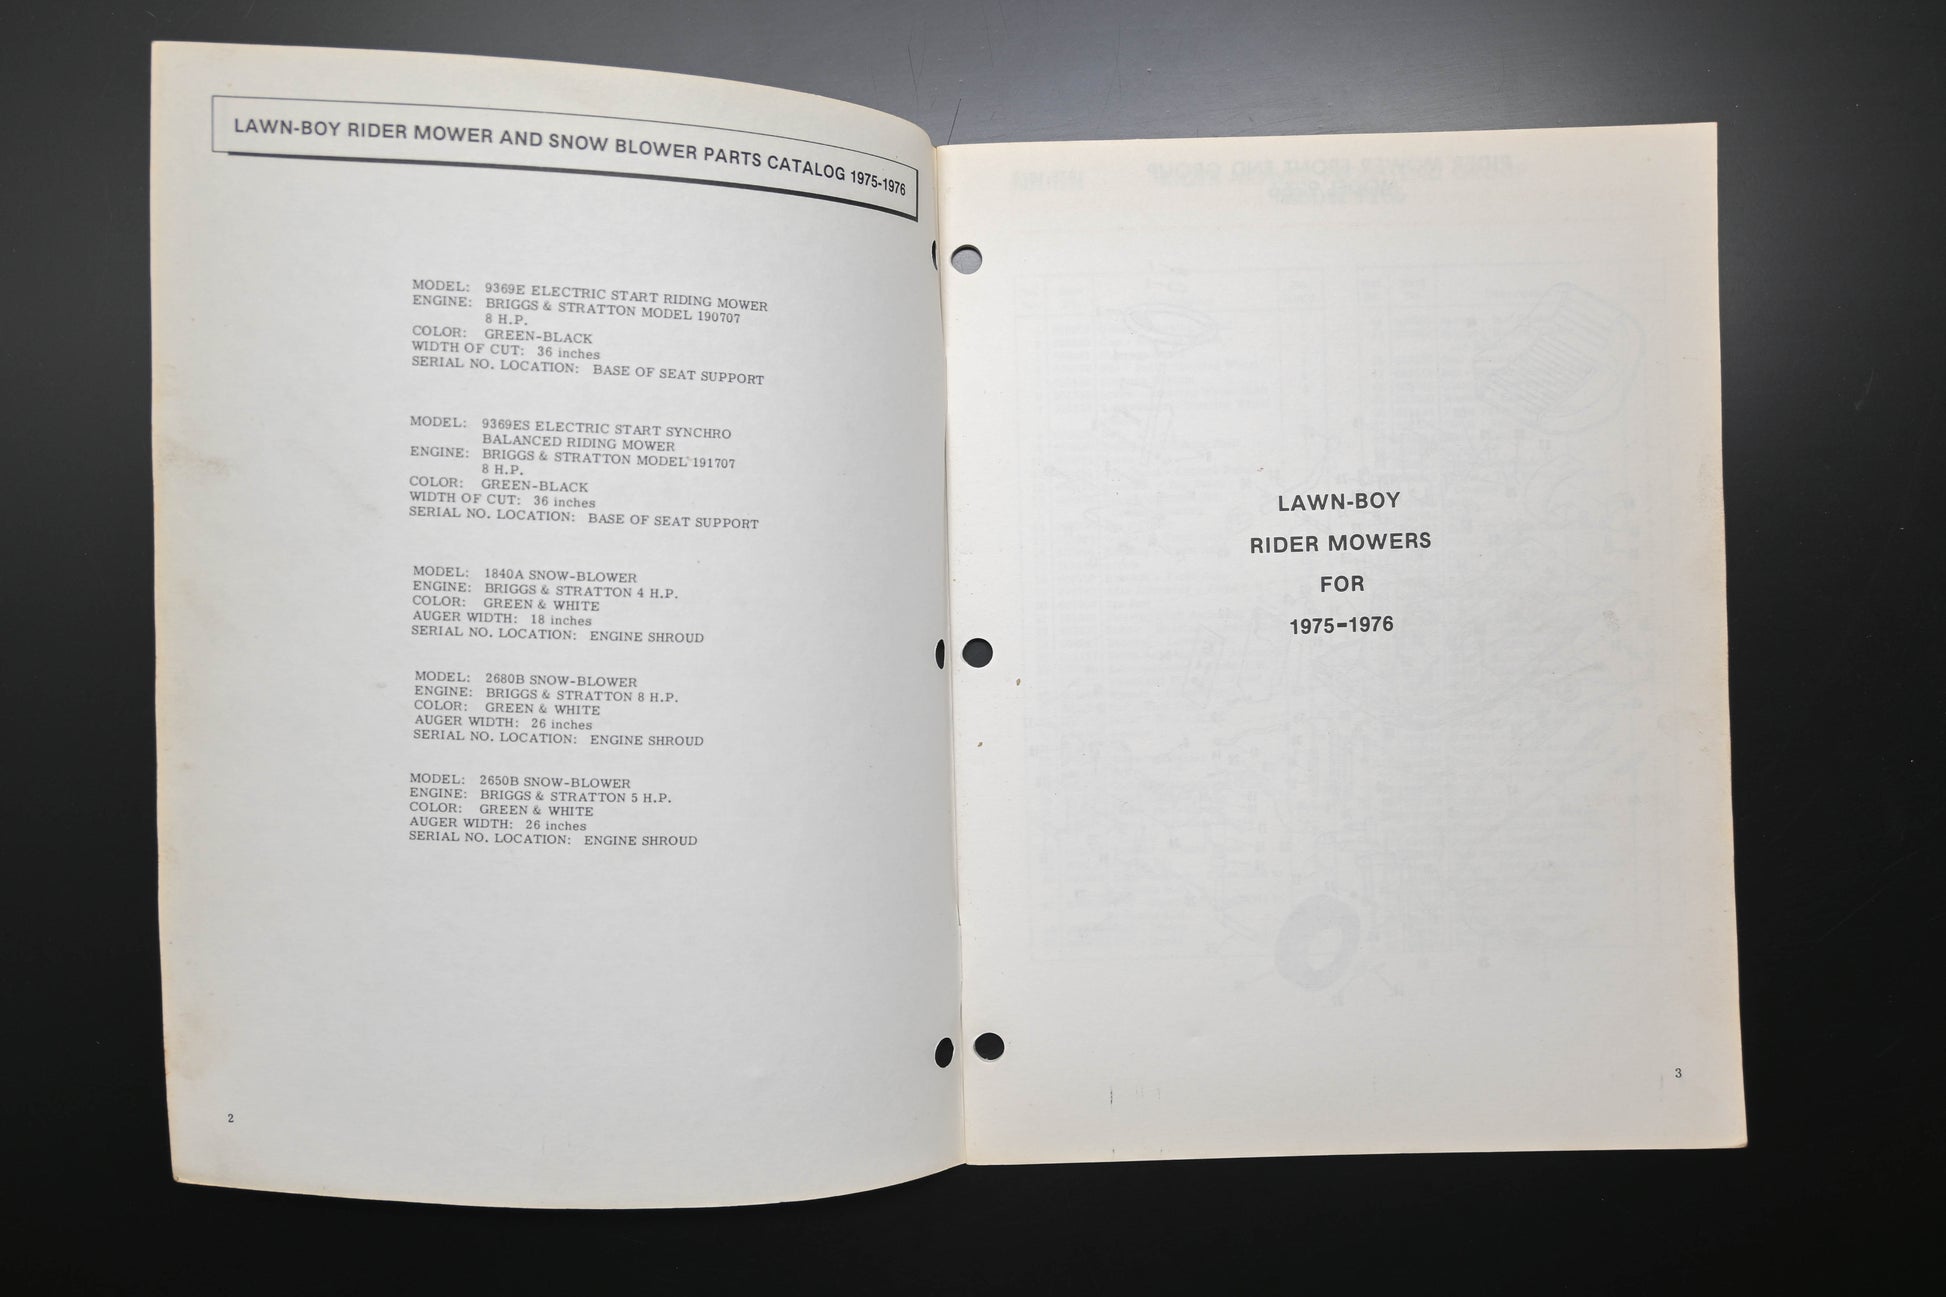 LAWN-BOY RIDER MOWER AND SNOW BLOWER PARTS CATALOG 1975-1976
MODEL: 9369E ELECTRIC START RIDING MOWER
ENGINE: BRIGGS & STRATTON MODEL 190707
8 H.P.
COLOR: GREEN-BLACK
WIDTH OF CUT: 36 inches
SERIAL NO. LOCATION: BASE OF SEAT SUPPORT
MODEL: 9369ES ELECTRIC START SYNCHRO
BALANCED RIDING MOWER
ENGINE: BRIGGS & STRATTON MODEL 191707
8 H.P.
COLOR: GREEN-BLACK
WIDTH OF CUT: 36 inches
SERIAL NO. LOCATION: BASE OF SEAT SUPPORT
MODEL: 1840A SNOW-BLOWER
ENGINE: BRIGGS & STRATTON 4 H.P.
COLOR: GREEN & WHITE
AUGER WIDTH: 18 inches
SERIAL NO. LOCATION: ENGINE SHROUD
MODEL: 2680B SNOW-BLOWER
ENGINE: BRIGGS & STRATTON 8 H.P.
COLOR: GREEN & WHITE
AUGER WIDTH: 26 inches
SERIAL NO. LOCATION: ENGINE SHROUD
MODEL: 2650B SNOW-BLOWER
ENGINE: BRIGGS & STRATTON 5 H.P.
COLOR: GREEN & WHITE
AUGER WIDTH: 26 inches
SERIAL NO. LOCATION: ENGINE SHROUD
2
LAWN-BOY
RIDER MOWERS
FOR
1975-1976
3